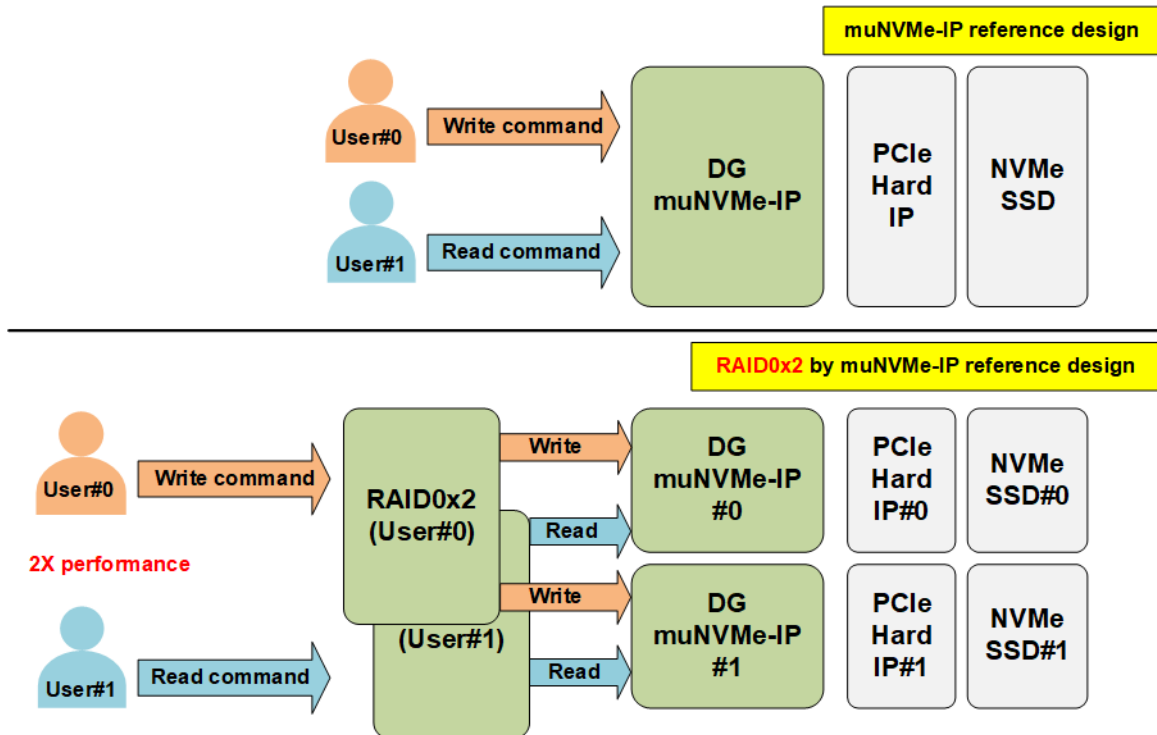 muNVMe-IP reference design
User#0
Write command
User#1
Read command
DG
muNVMe-IP
PCIe
Hard
IP
NVMe
SSD
RAID0x2 by muNVMe-IP reference design
User#0
Write command
2X performance
User#1
Read command
RAID0x2
(User#0)
(User#1)
Write
Read
Write
Read
DG
muNVMe-IP
#0
PCIe
Hard
IP#0
NVMe
SSD#0
DG
muNVMe-IP
#1
PCIe
Hard
IP#1
NVMe
SSD#1